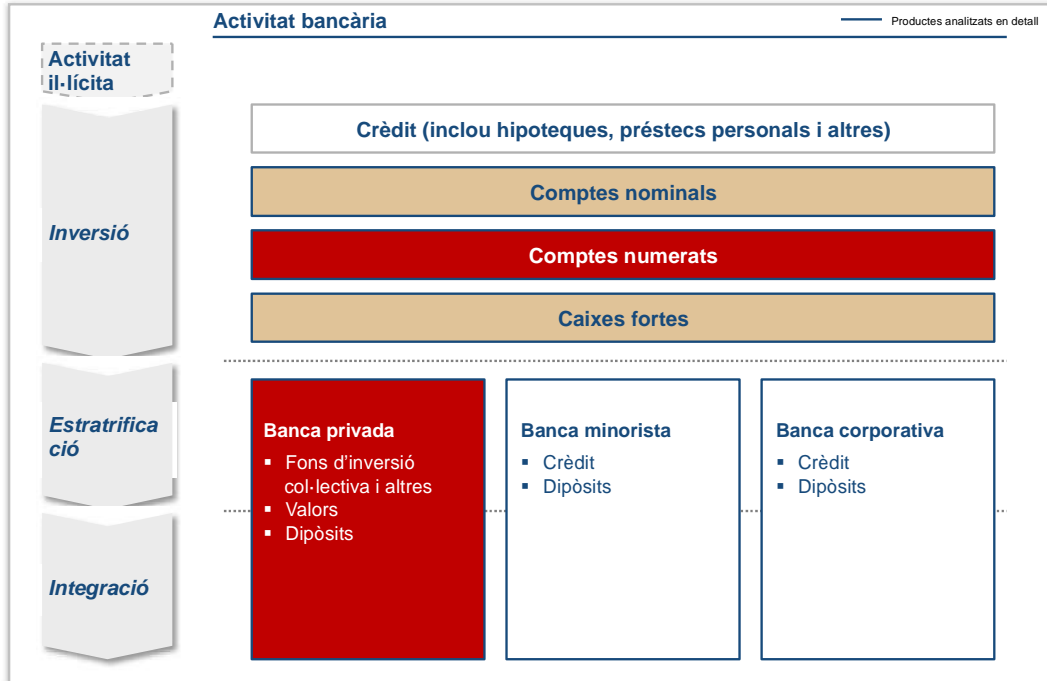 Activitat bancària
Productes analitzats en detall
Activitat
il·lícita
Crèdit (inclou hipoteques, préstecs personals i altres)
Comptes nominals
Inversió
Comptes numerats
Caixes fortes
Estratrifica
ció
Banca privada
▪ Fons d’inversió
col·lectiva i altres
▪ Valors
▪ Dipòsits
Banca minorista
▪ Crèdit
▪ Dipòsits
Banca corporativa
▪ Crèdit
▪ Dipòsits
Integració